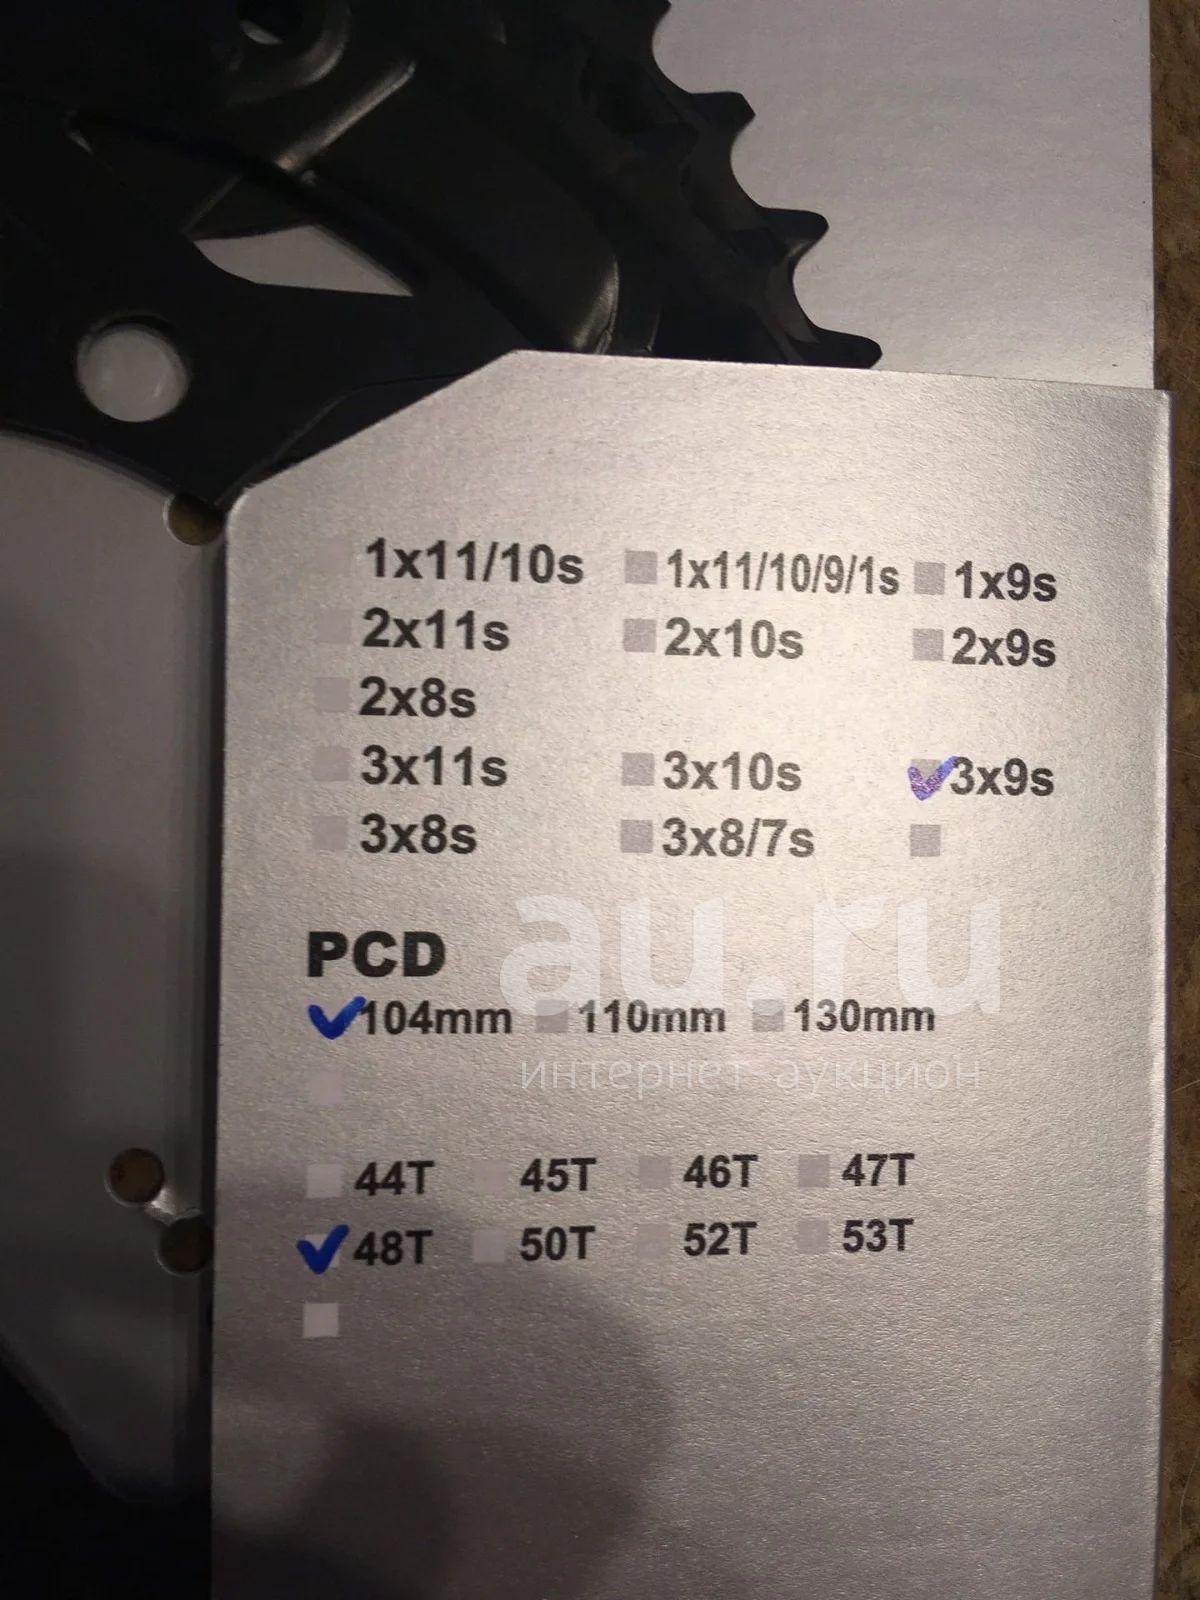 1x11/10s 1x11/10/9/1s 1x9s
2x11s 2x10s 2x9s
2x8s
3x11s 3x10s 3x9s
3x8s 3x8/7s
au.ru
PCD
104mm 110mm 130mm
интернет-аукцион
44T 45T 46T 47T
48T 50T 52T 53T